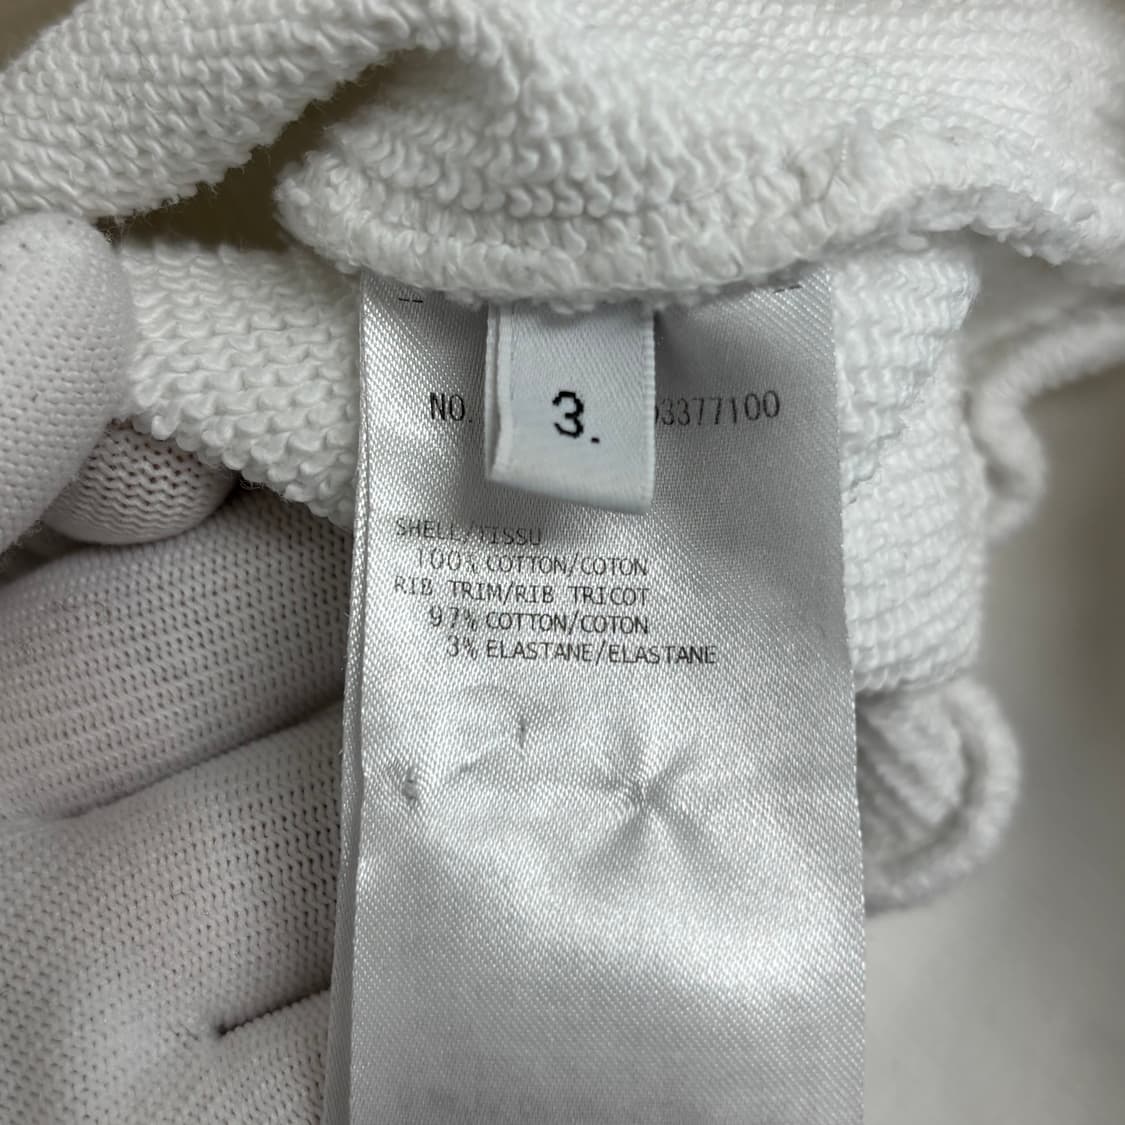 NO. 3377100
3.
SHELL/TISSU
100% COTTON/COTON
RIB TRIM/RIB TRICOT
97% COTTON/COTON
3% ELASTANE/ELASTANE